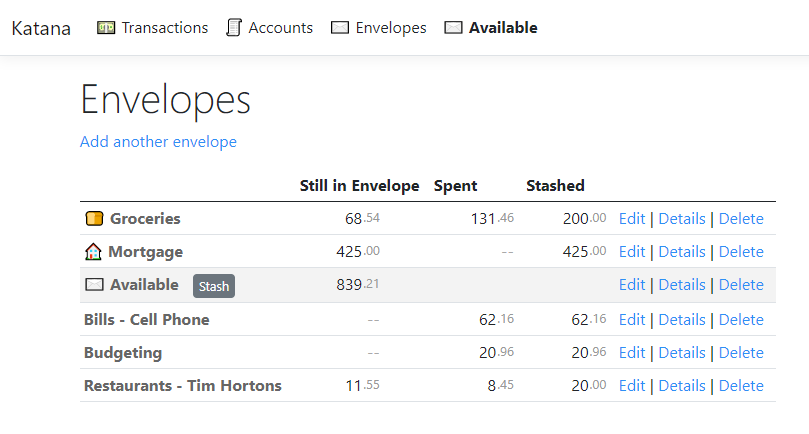 Katana Transactions Accounts Envelopes Available
Envelopes
Add another envelope
Still in Envelope Spent Stashed
Groceries 68.54 131.46 200.00 Edit | Details | Delete
Mortgage 425.00 -- 425.00 Edit | Details | Delete
Available Stash 839.21 Edit | Details | Delete
Bills - Cell Phone -- 62.16 62.16 Edit | Details | Delete
Budgeting -- 20.96 20.96 Edit | Details | Delete
Restaurants - Tim Hortons 11.55 8.45 20.00 Edit | Details | Delete